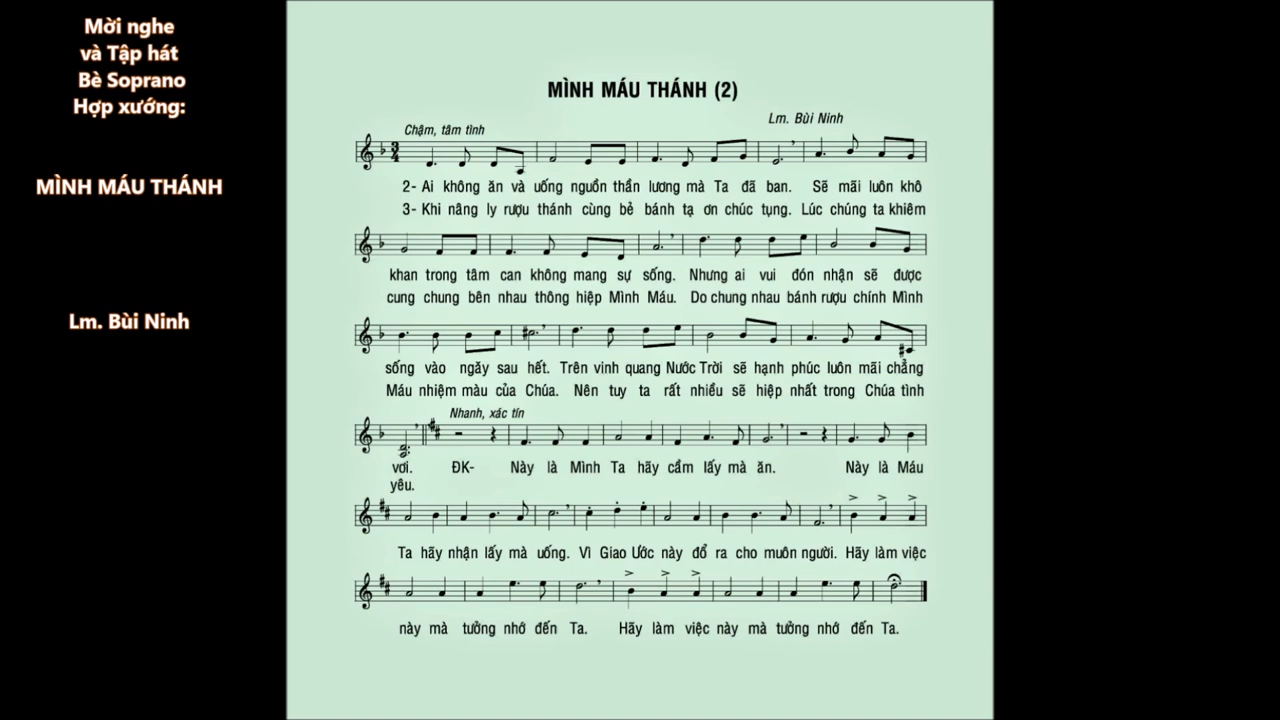 Mời nghe
và Tập hát
Bè Soprano
Hợp xướng:
MÌNH MÁU THÁNH
Lm. Bùi Ninh
MÌNH MÁU THÁNH (2)
Lm. Bùi Ninh
Chậm, tâm tình
2- Ai không ăn và uống nguồn thần lương mà Ta đã ban. Sẽ mãi luôn khô
3- Khi nâng ly rượu thánh cùng bẻ bánh tạ ơn chúc tụng. Lúc chúng ta khiêm
khan trong tâm can không mang sự sống. Nhưng ai vui đón nhận sẽ được
cung chung bên nhau thông hiệp Mình Máu. Do chung nhau bánh rượu chính Mình
sống vào ngãy sau hết. Trên vinh quang Nước Trời sẽ hạnh phúc luôn mãi chẳng
Máu nhiệm màu của Chúa. Nên tuy ta rất nhiều sẽ hiệp nhất trong Chúa tình
Nhanh, xác tín
vơi. ĐK- Này là Mình Ta hãy cầm lấy mà ăn. Này là Máu
yêu.
Ta hãy nhận lấy mà uống. Vì Giao Ước này đổ ra cho muôn người. Hãy làm việc
này mà tưởng nhớ đến Ta. Hãy làm việc này mà tưởng nhớ đến Ta.